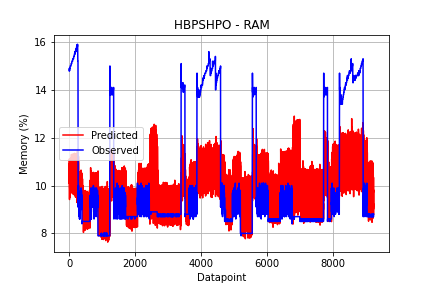 HBPSHPO - RAM
16
14
12
10
8
Memory (%)
Predicted
Observed
0
2000
4000
6000
8000
Datapoint